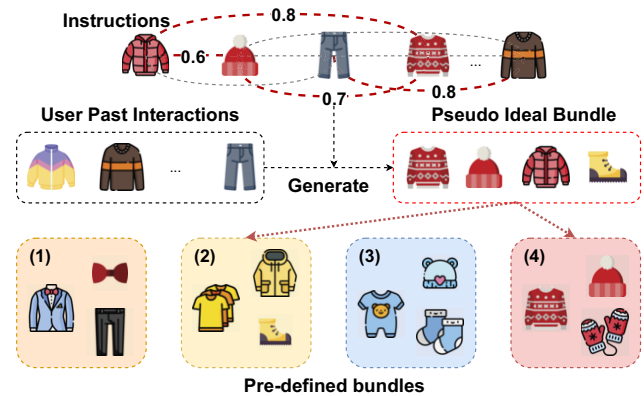 Instructions
0.8
0.6
...
0.7
0.8
User Past Interactions
Pseudo Ideal Bundle
...
Generate
(1)
(2)
(3)
(4)
Pre-defined bundles